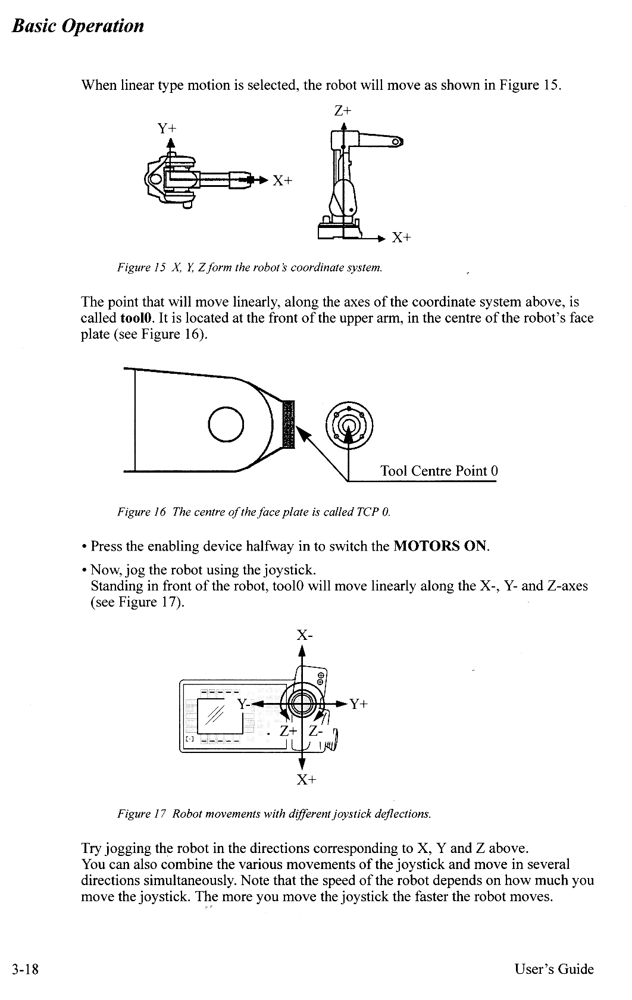 Basic Operation
When linear type motion is selected, the robot will move as shown in Figure 15.
Z+
Y+
X+
X+
Figure 15 X, Y, Z form the robot's coordinate system.
The point that will move linearly, along the axes of the coordinate system above, is
called tool0. It is located at the front of the upper arm, in the centre of the robot's face
plate (see Figure 16).
Tool Centre Point 0
Figure 16 The centre of the face plate is called TCP 0.
• Press the enabling device halfway in to switch the MOTORS ON.
• Now, jog the robot using the joystick.
Standing in front of the robot, tool0 will move linearly along the X-, Y- and Z-axes
(see Figure 17).
X-
Y-
Y+
Z+ Z-
X+
Figure 17 Robot movements with different joystick deflections.
Try jogging the robot in the directions corresponding to X, Y and Z above.
You can also combine the various movements of the joystick and move in several
directions simultaneously. Note that the speed of the robot depends on how much you
move the joystick. The more you move the joystick the faster the robot moves.
3-18
User's Guide